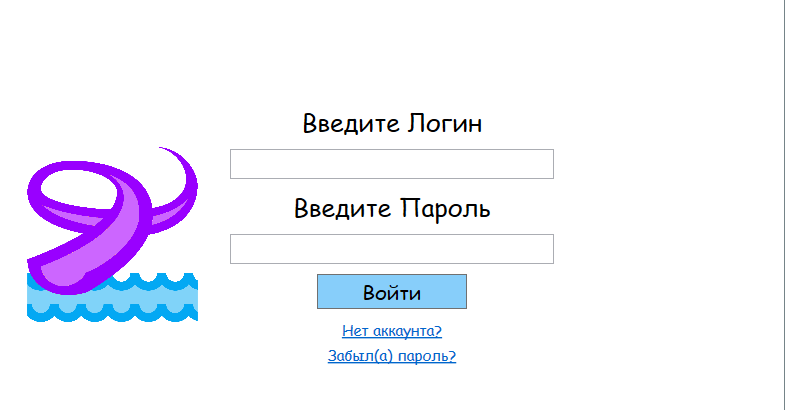 Введите Логин
Введите Пароль
Войти
Нет аккаунта?
Забыл(а) пароль?